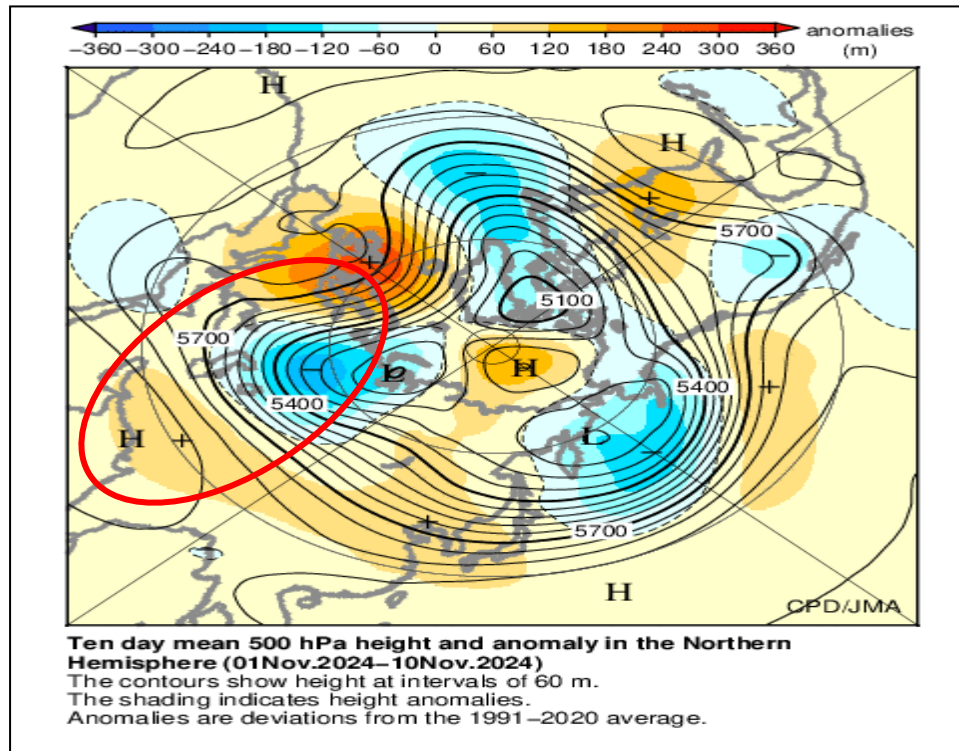 anomalies
−360 −300 −240 −180 −120 −60 0 60 120 180 240 300 360 (m)
H
H
5700
5100
5700
H
5400
L
5400
H
L
5700
H
CPD/JMA
Ten day mean 500 hPa height and anomaly in the Northern
Hemisphere (01Nov.2024−10Nov.2024)
The contours show height at intervals of 60 m.
The shading indicates height anomalies.
Anomalies are deviations from the 1991−2020 average.